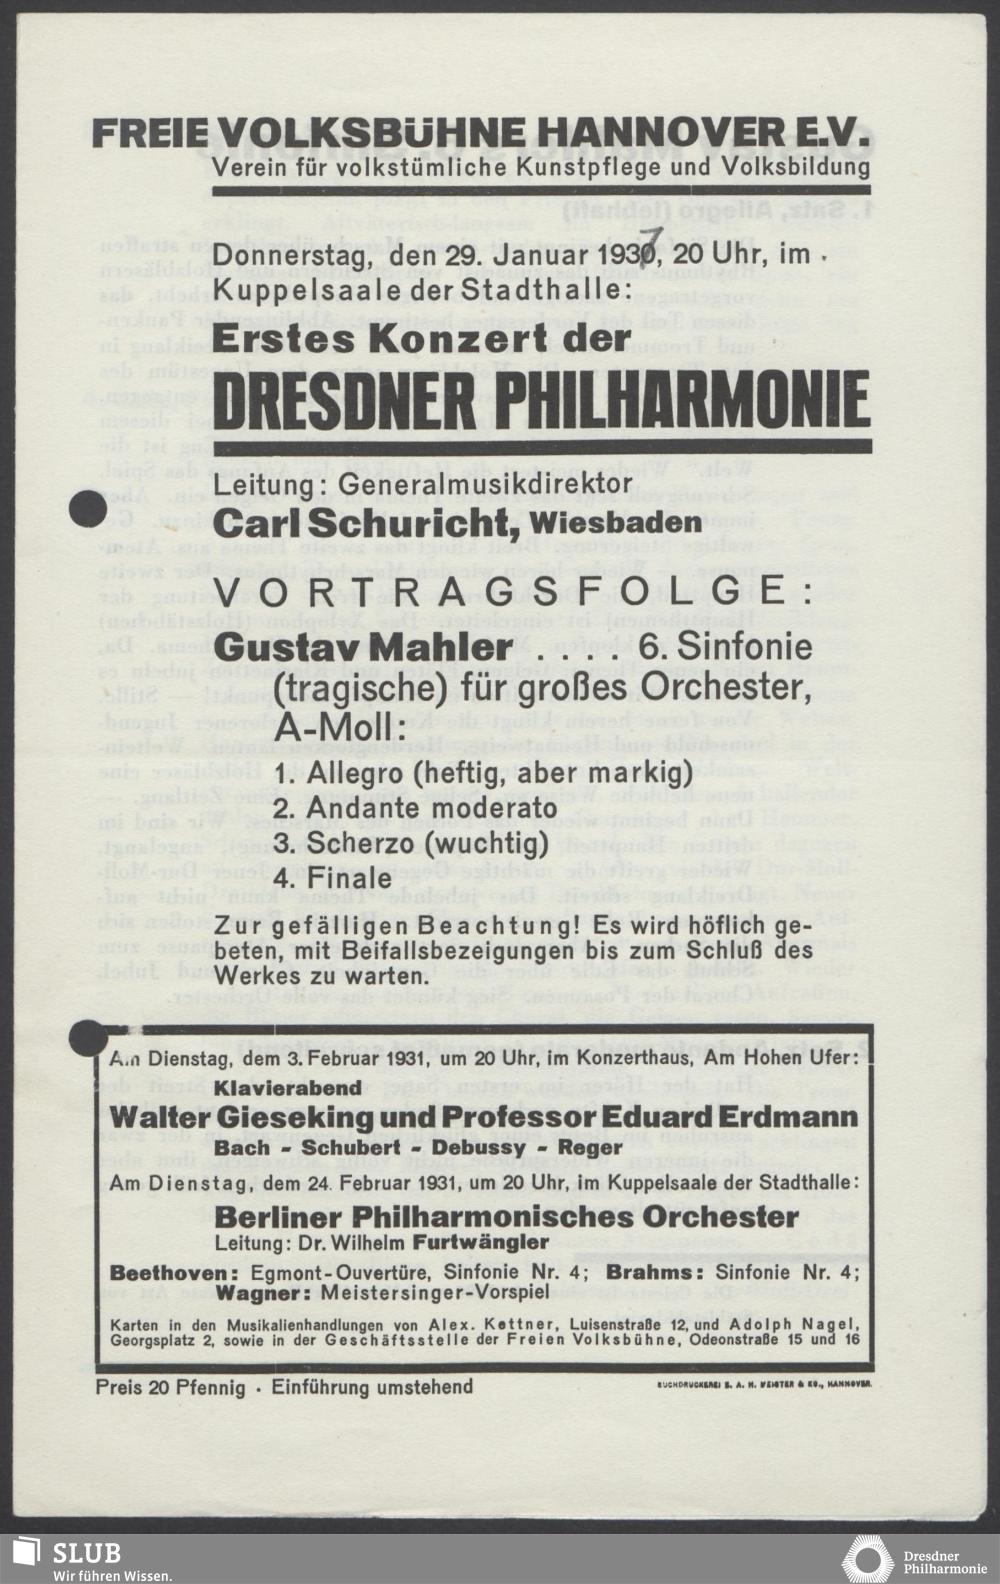 FREIE VOLKSBÜHNE HANNOVER E.V.
Verein für volkstümliche Kunstpflege und Volksbildung
Donnerstag, den 29. Januar 1931, 20 Uhr, im
Kuppelsaale der Stadthalle:
Erstes Konzert der
DRESDNER PHILHARMONIE
Leitung: Generalmusikdirektor
Carl Schuricht, Wiesbaden
VORTRAGSFOLGE:
Gustav Mahler . . . 6. Sinfonie
(tragische) für großes Orchester,
A-Moll:
1. Allegro (heftig, aber markig)
2. Andante moderato
3. Scherzo (wuchtig)
4. Finale
Zur gefälligen Beachtung! Es wird höflich ge-
beten, mit Beifallsbezeigungen bis zum Schluß des
Werkes zu warten.
Am Dienstag, dem 3. Februar 1931, um 20 Uhr, im Konzerthaus, Am Hohen Ufer:
Klavierabend
Walter Gieseking und Professor Eduard Erdmann
Bach - Schubert - Debussy - Reger
Am Dienstag, dem 24. Februar 1931, um 20 Uhr, im Kuppelsaale der Stadthalle:
Berliner Philharmonisches Orchester
Leitung: Dr. Wilhelm Furtwängler
Beethoven: Egmont-Ouvertüre, Sinfonie Nr. 4; Brahms: Sinfonie Nr. 4;
Wagner: Meistersinger-Vorspiel
Karten in den Musikalienhandlungen von Alex. Kettner, Luisenstraße 12, und Adolph Nagel,
Georgsplatz 2, sowie in der Geschäftsstelle der Freien Volksbühne, Odeonstraße 15 und 16
Preis 20 Pfennig · Einführung umstehend
BUCHDRUCKEREI E. A. H. MEISTER & CO., HANNOVER.
SLUB
Wir führen Wissen.
Dresdner
Philharmonie